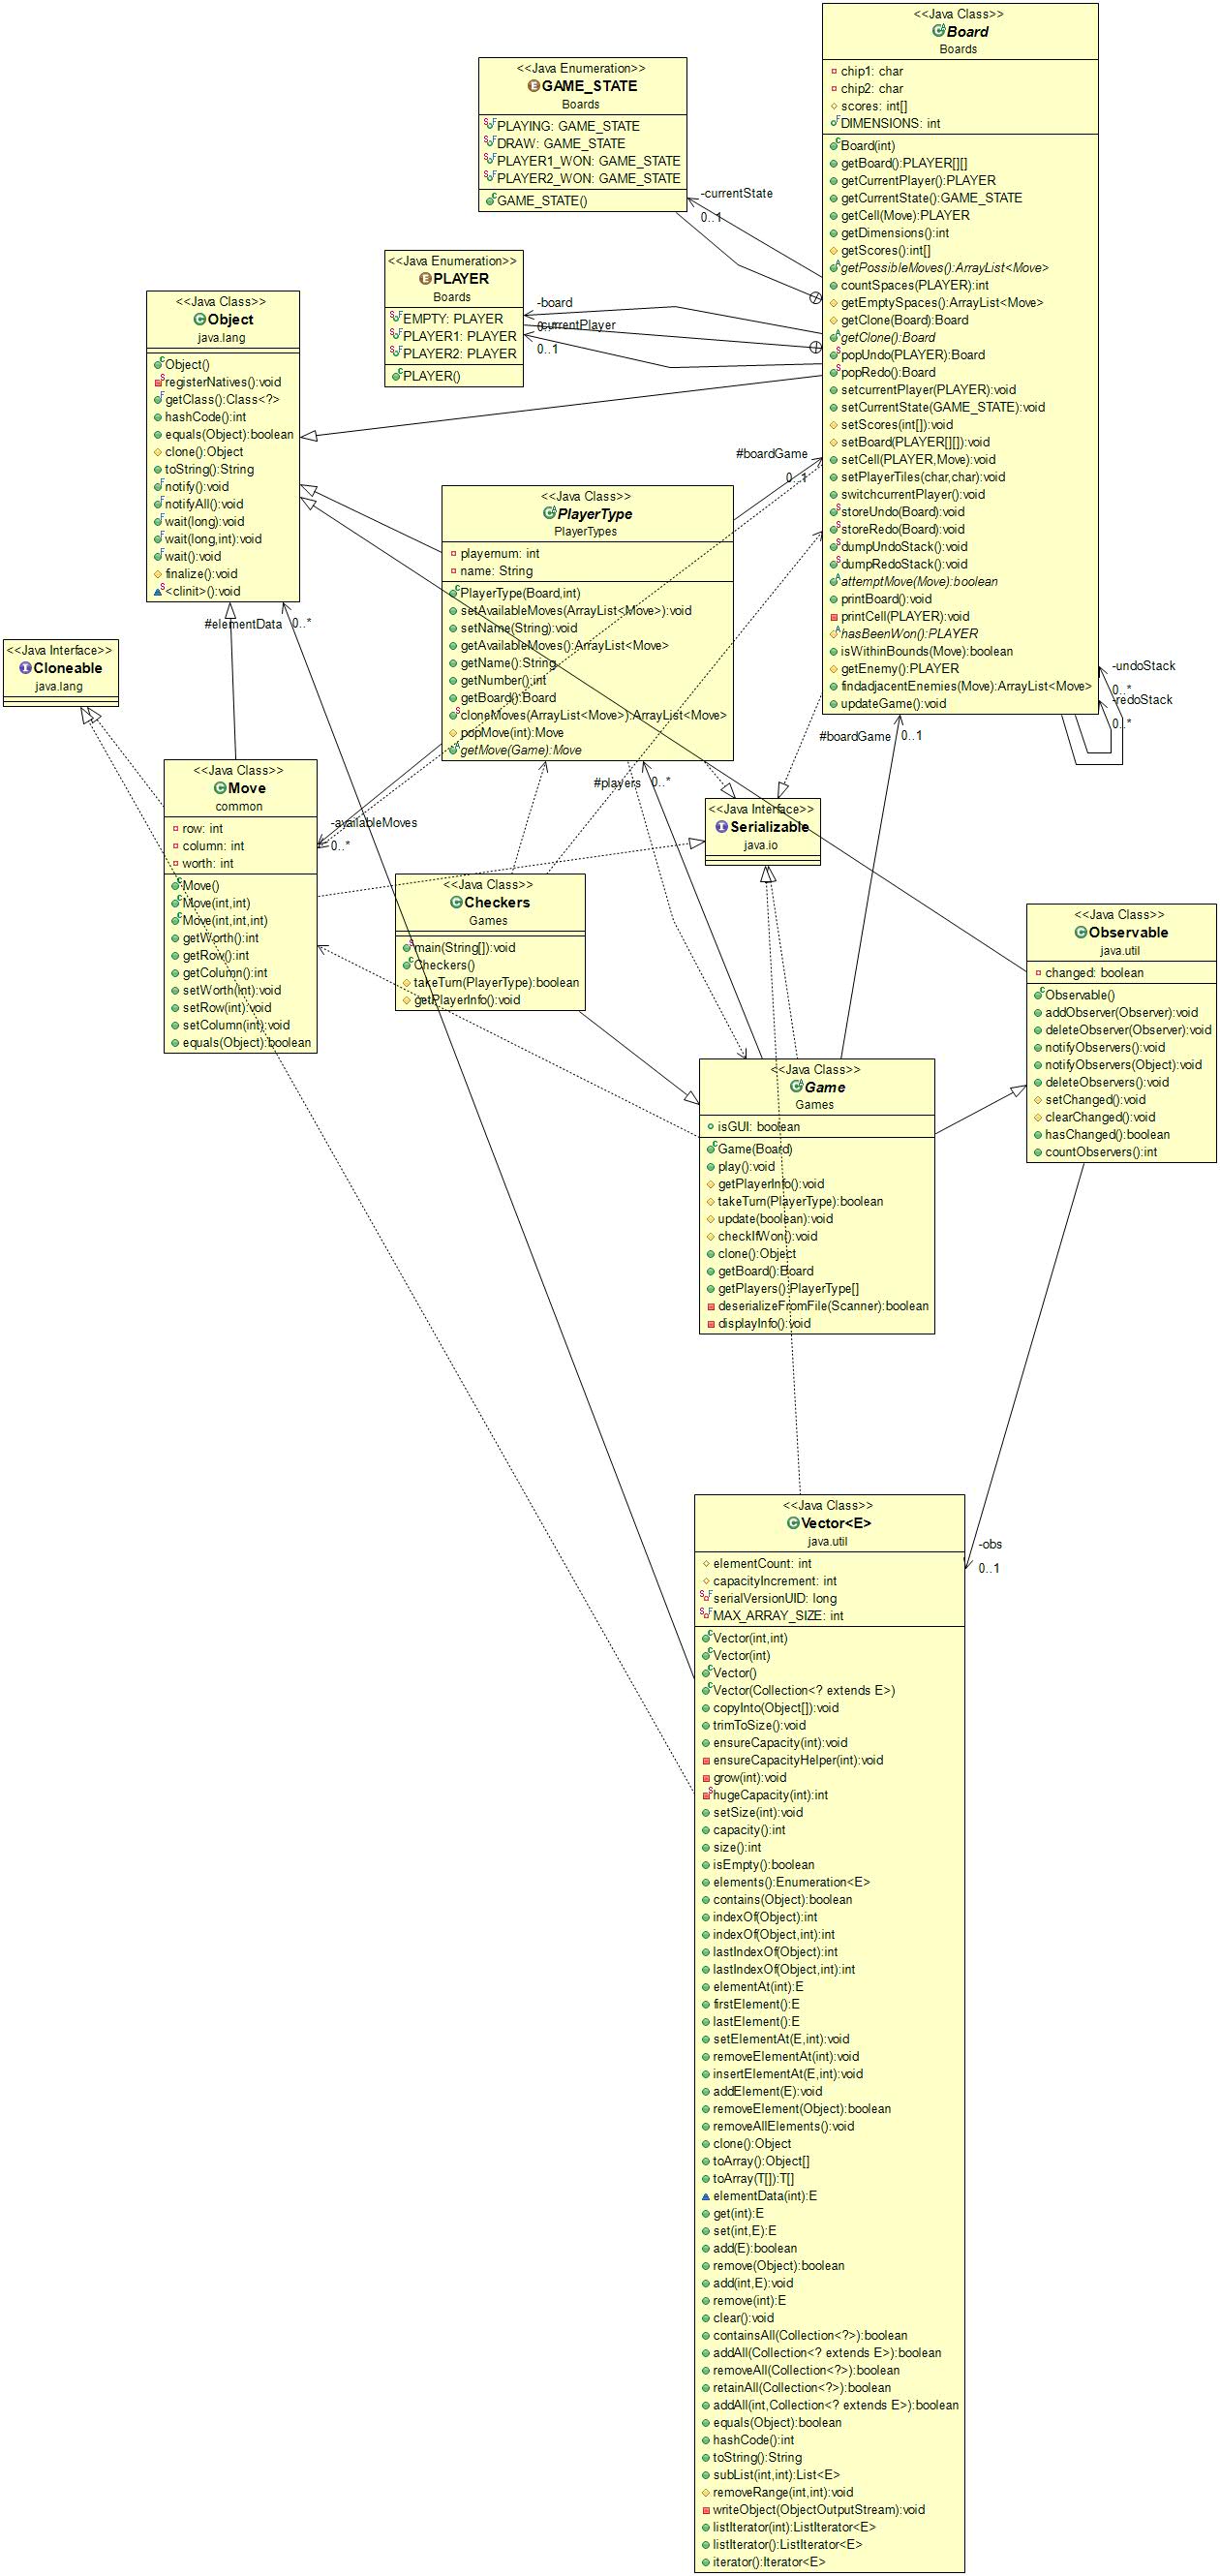 <<Java Class>>
Board
Boards
chip1: char
chip2: char
scores: int[]
DIMENSIONS: int
Board(int)
getBoard():PLAYER[][]
getCurrentPlayer():PLAYER
getCurrentState():GAME_STATE
getCell(Move):PLAYER
getDimensions():int
getScores():int[]
getPossibleMoves():ArrayList<Move>
countSpaces(PLAYER):int
getEmptySpaces():ArrayList<Move>
getClone(Board):Board
getClone():Board
popUndo(PLAYER):Board
popRedo():Board
setcurrentPlayer(PLAYER):void
setCurrentState(GAME_STATE):void
setScores(int[]):void
setBoard(PLAYER[][]):void
setCell(PLAYER,Move):void
setPlayerTiles(char,char):void
switchcurrentPlayer():void
storeUndo(Board):void
storeRedo(Board):void
dumpUndoStack():void
dumpRedoStack():void
attemptMove(Move):boolean
printBoard():void
printCell(PLAYER):void
hasBeenWon():PLAYER
isWithinBounds(Move):boolean
getEnemy():PLAYER
findadjacentEnemies(Move):ArrayList<Move>
updateGame():void
<<Java Enumeration>>
GAME_STATE
Boards
PLAYING: GAME_STATE
DRAW: GAME_STATE
PLAYER1_WON: GAME_STATE
PLAYER2_WON: GAME_STATE
GAME_STATE()
-currentState
0..1
<<Java Enumeration>>
PLAYER
Boards
EMPTY: PLAYER
PLAYER1: PLAYER
PLAYER2: PLAYER
PLAYER()
-board
-currentPlayer
0..1
<<Java Class>>
Object
java.lang
Object()
registerNatives():void
getClass():Class<?>
hashCode():int
equals(Object):boolean
clone():Object
toString():String
notify():void
notifyAll():void
wait(long):void
wait(long,int):void
wait():void
finalize():void
<clinit>():void
#elementData
0..*
#boardGame
0..1
<<Java Class>>
PlayerType
PlayerTypes
playernum: int
name: String
PlayerType(Board,int)
setAvailableMoves(ArrayList<Move>):void
setName(String):void
getAvailableMoves():ArrayList<Move>
getName():String
getNumber():int
getBoard():Board
cloneMoves(ArrayList<Move>):ArrayList<Move>
popMove(int):Move
getMove(Game):Move
<<Java Interface>>
Cloneable
java.lang
-undoStack
0..*
-redoStack
0..*
#boardGame
0..1
#players
0..*
<<Java Class>>
Move
common
row: int
column: int
worth: int
Move()
Move(int,int)
Move(int,int,int)
getWorth():int
getRow():int
getColumn():int
setWorth(int):void
setRow(int):void
setColumn(int):void
equals(Object):boolean
-availableMoves
0..*
<<Java Interface>>
Serializable
java.io
<<Java Class>>
Checkers
Games
main(String[]):void
Checkers()
takeTurn(PlayerType):boolean
getPlayerInfo():void
<<Java Class>>
Observable
java.util
changed: boolean
Observable()
addObserver(Observer):void
deleteObserver(Observer):void
notifyObservers():void
notifyObservers(Object):void
deleteObservers():void
setChanged():void
clearChanged():void
hasChanged():boolean
countObservers():int
<<Java Class>>
Game
Games
isGUI: boolean
Game(Board)
play():void
getPlayerInfo():void
takeTurn(PlayerType):boolean
update(boolean):void
checkIfWon():void
clone():Object
getBoard():Board
getPlayers():PlayerType[]
deserializeFromFile(Scanner):boolean
displayInfo():void
-obs
0..1
<<Java Class>>
Vector<E>
java.util
elementCount: int
capacityIncrement: int
serialVersionUID: long
MAX_ARRAY_SIZE: int
Vector(int,int)
Vector(int)
Vector()
Vector(Collection<? extends E>)
copyInto(Object[]):void
trimToSize():void
ensureCapacity(int):void
ensureCapacityHelper(int):void
grow(int):void
hugeCapacity(int):int
setSize(int):void
capacity():int
size():int
isEmpty():boolean
elements():Enumeration<E>
contains(Object):boolean
indexOf(Object):int
indexOf(Object,int):int
lastIndexOf(Object):int
lastIndexOf(Object,int):int
elementAt(int):E
firstElement():E
lastElement():E
setElementAt(E,int):void
removeElementAt(int):void
insertElementAt(E,int):void
addElement(E):void
removeElement(Object):boolean
removeAllElements():void
clone():Object
toArray():Object[]
toArray(T[]):T[]
elementData(int):E
get(int):E
set(int,E):E
add(E):boolean
remove(Object):boolean
add(int,E):void
remove(int):E
clear():void
containsAll(Collection<?>):boolean
addAll(Collection<? extends E>):boolean
removeAll(Collection<?>):boolean
retainAll(Collection<?>):boolean
addAll(int,Collection<? extends E>):boolean
equals(Object):boolean
hashCode():int
toString():String
subList(int,int):List<E>
removeRange(int,int):void
writeObject(ObjectOutputStream):void
listIterator(int):ListIterator<E>
listIterator():ListIterator<E>
iterator():Iterator<E>